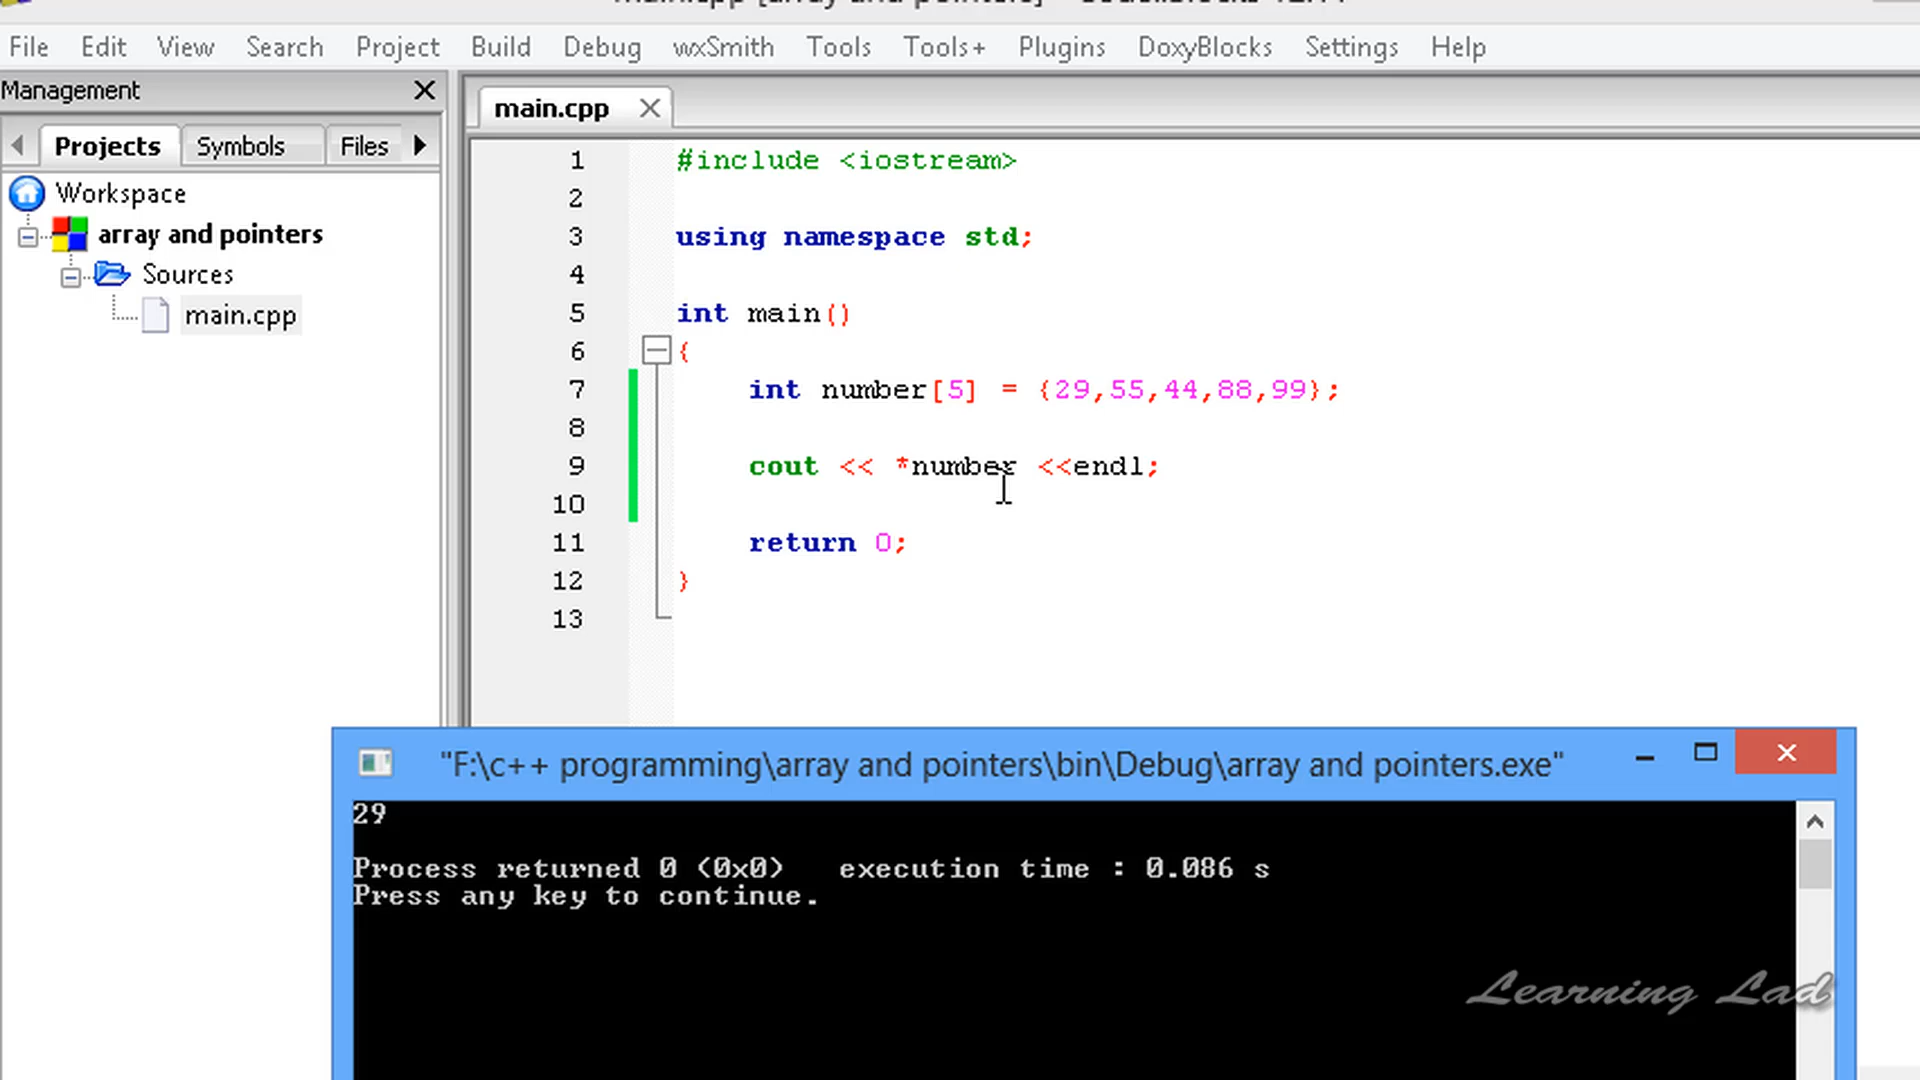 File Edit View Search Project Build Debug wxSmith Tools Tools+ Plugins DoxyBlocks Settings Help
Management
main.cpp
Projects Symbols Files
Workspace
array and pointers
Sources
main.cpp
1 #include <iostream>
2
3 using namespace std;
4
5 int main()
6 {
7 int number[5] = {29,55,44,88,99};
8
9 cout << *number <<endl;
10
11 return 0;
12 }
13
"F:\c++ programming\array and pointers\bin\Debug\array and pointers.exe"
29
Process returned 0 (0x0) execution time : 0.086 s
Press any key to continue.
Learning Lad